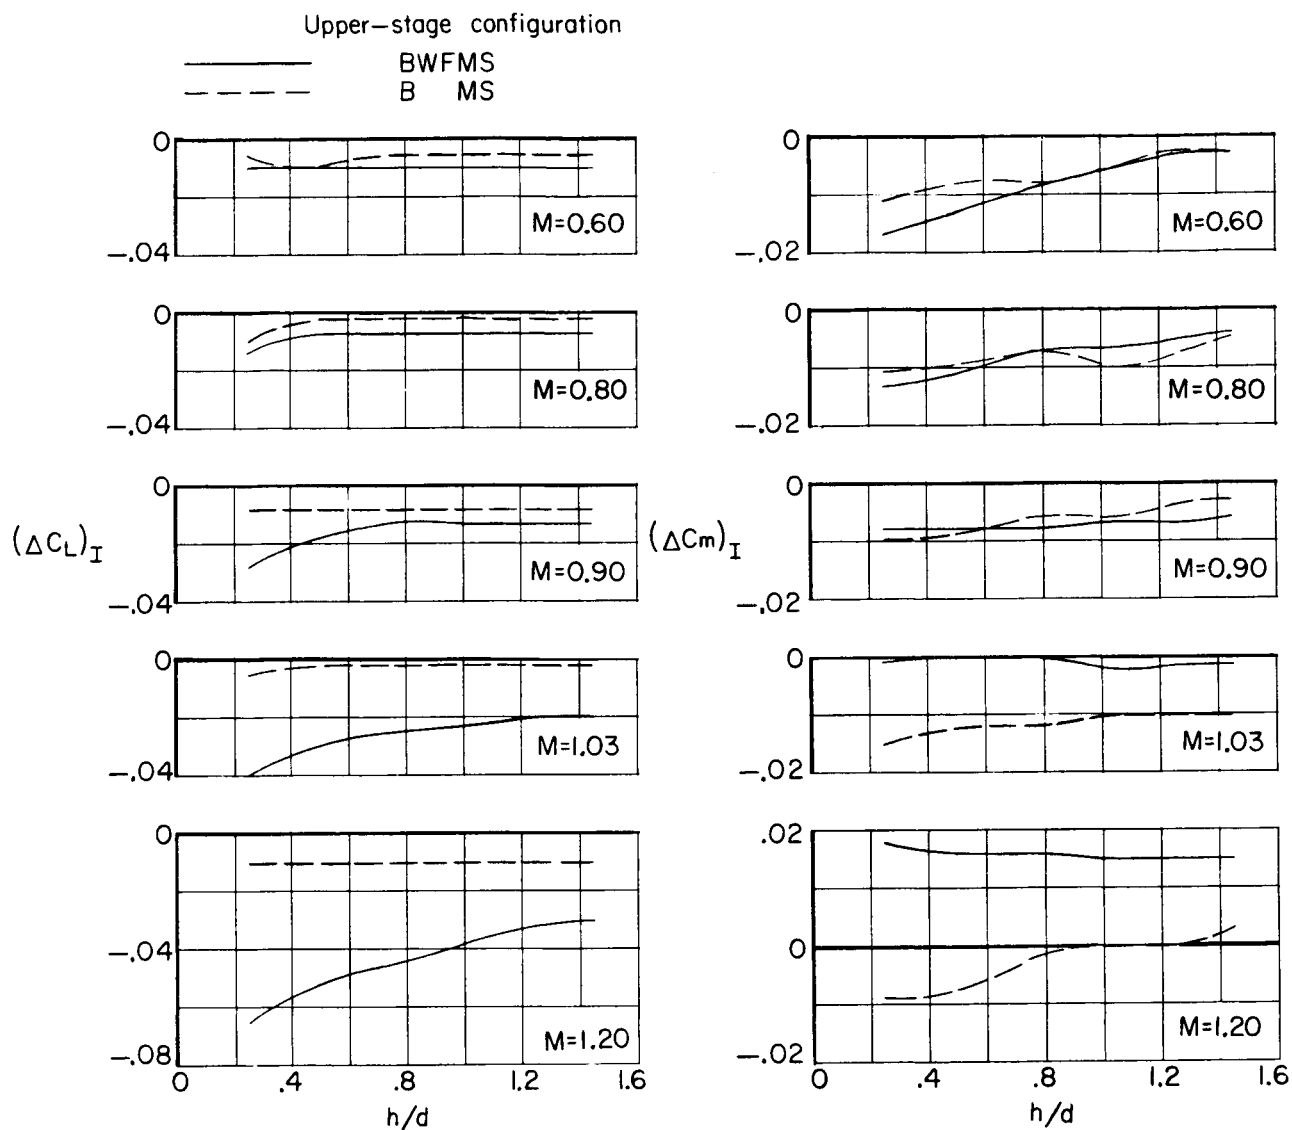 Upper-stage configuration
BWFMS
B MS
0
-.04
M=0.60
0
-.04
M=0.80
0
-.04
M=0.90
0
-.04
M=1.03
0
-.04
-.08
M=1.20
0 .4 .8 1.2 1.6
h/d
(ΔCL)I
0
-.02
M=0.60
0
-.02
M=0.80
0
-.02
M=0.90
0
-.02
M=1.03
.02
0
-.02
M=1.20
0 .4 .8 1.2 1.6
h/d
(ΔCm)I